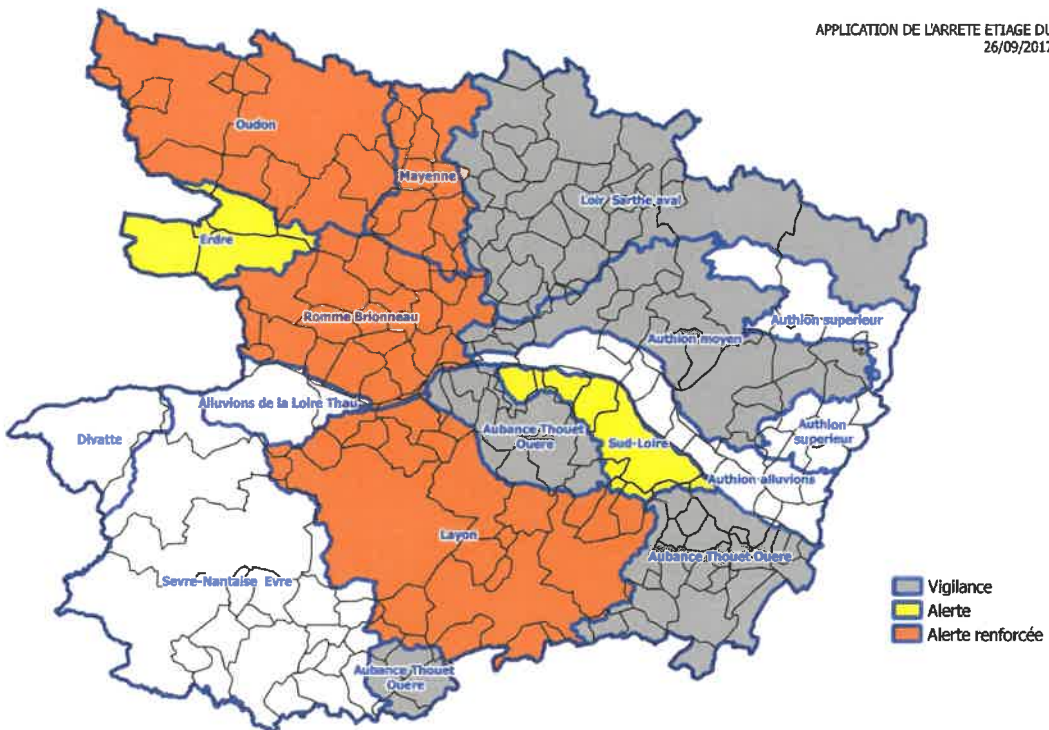 APPLICATION DE L'ARRETE ETIAGE DU
26/09/2017
Oudon
Mayenne
Loir Sarthe aval
Erdre
Romme Brionneau
Authion superieur
Authion moyen
Alluvions de la Loire Thau
Divatte
Aubance Thouet
Ouere
Sud-Loire
Authion
superieur
Authion alluvions
Layon
Aubance Thouet Ouere
Sevre-Nantaise Evre
Aubance Thouet
Ouere
Vigilance
Alerte
Alerte renforcée